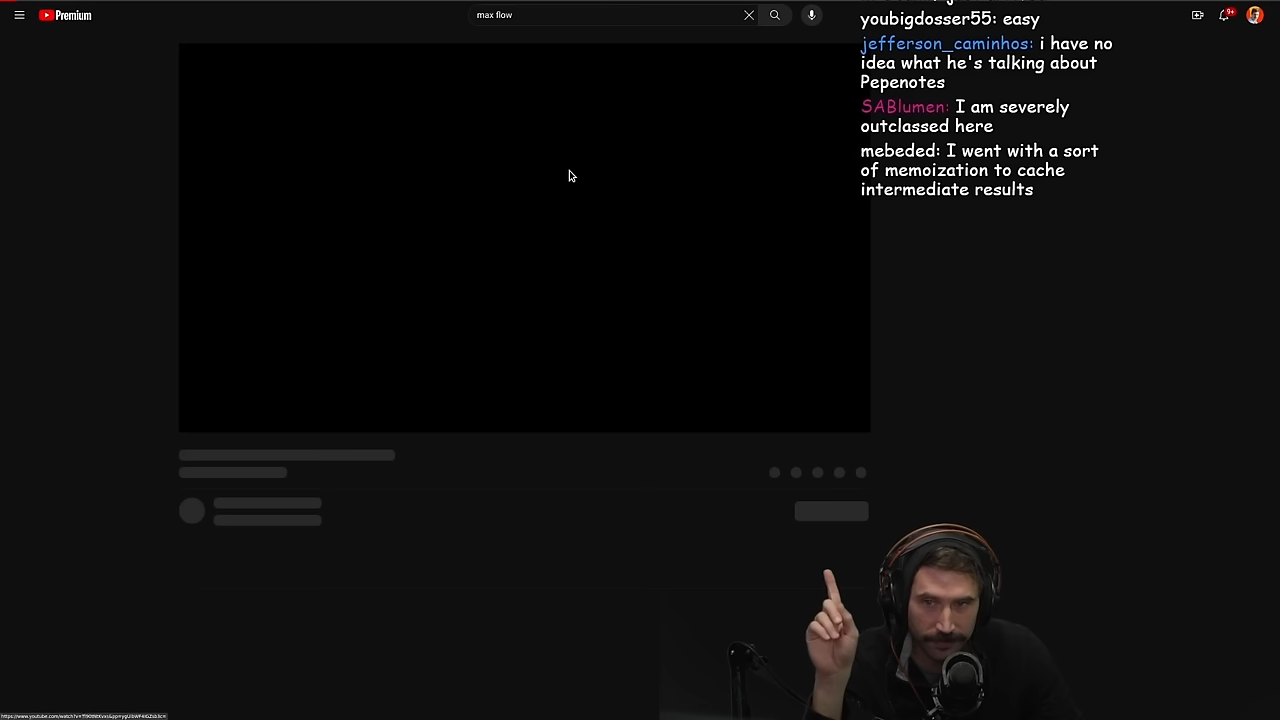 Premium
max flow
9+
youbigdosser55: easy
jefferson_caminhos: i have no
idea what he's talking about
Pepenotes
SABlumen: I am severely
outclassed here
mebeded: I went with a sort
of memoization to cache
intermediate results